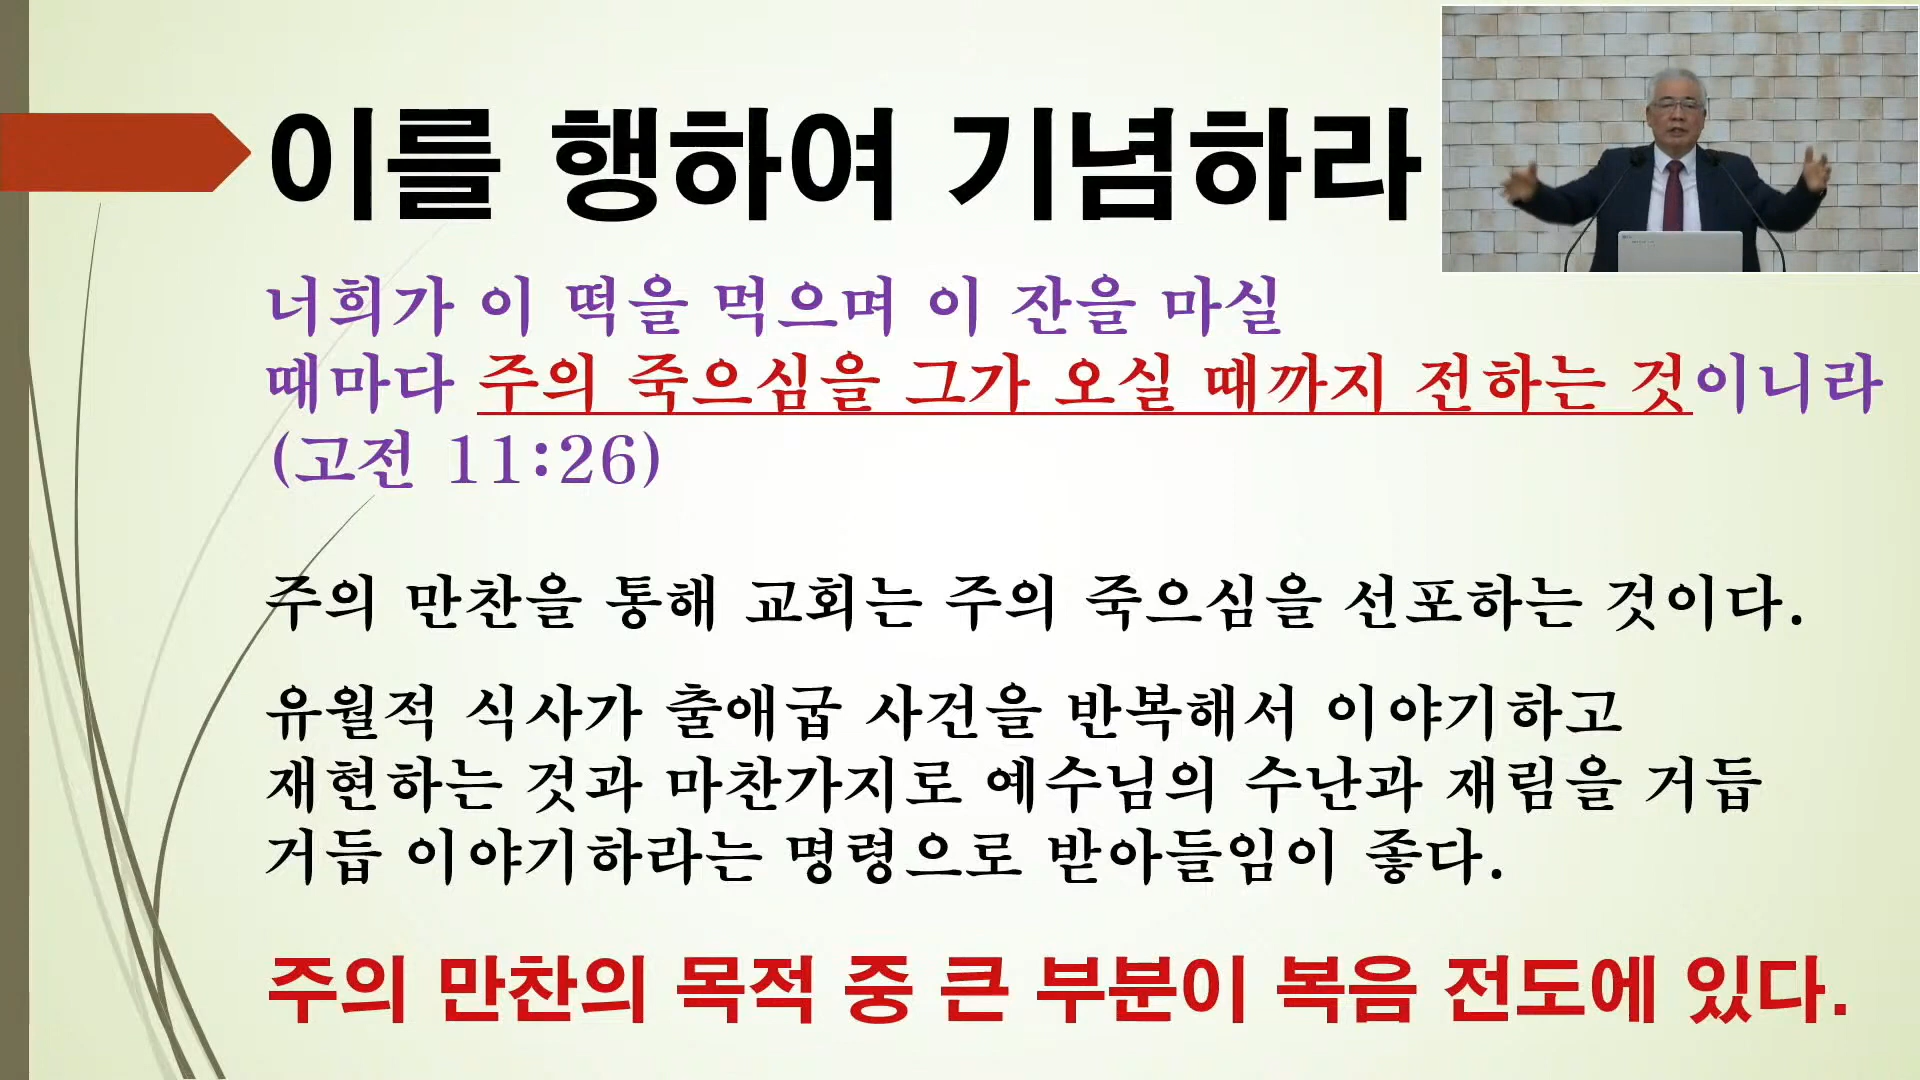 이를 행하여 기념하라
너희가 이 떡을 먹으며 이 잔을 마실
때마다 주의 죽으심을 그가 오실 때까지 전하는 것이니라
(고전 11:26)
주의 만찬을 통해 교회는 주의 죽으심을 선포하는 것이다.
유월적 식사가 출애굽 사건을 반복해서 이야기하고
재현하는 것과 마찬가지로 예수님의 수난과 재림을 거듭
거듭 이야기하라는 명령으로 받아들임이 좋다.
주의 만찬의 목적 중 큰 부분이 복음 전도에 있다.